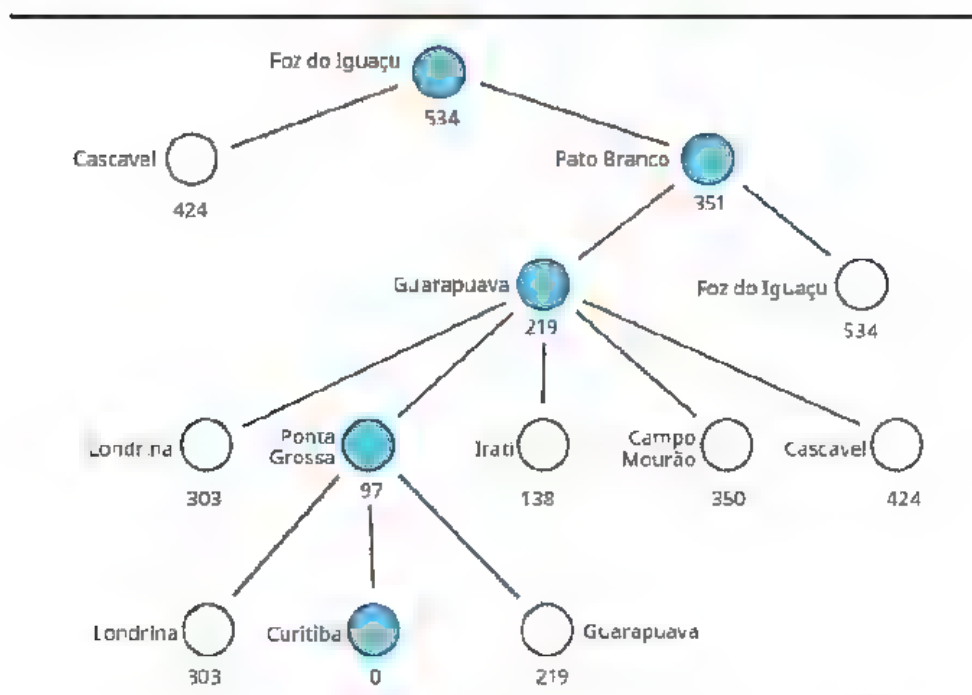 Foz do Iguaçu
534
Cascavel
424
Pato Branco
351
Guarapuava
219
Foz do Iguaçu
534
Londrina
303
Ponta
Grossa
97
Irati
138
Campo
Mourão
350
Cascavel
424
Londrina
303
Curitiba
0
Guarapuava
219